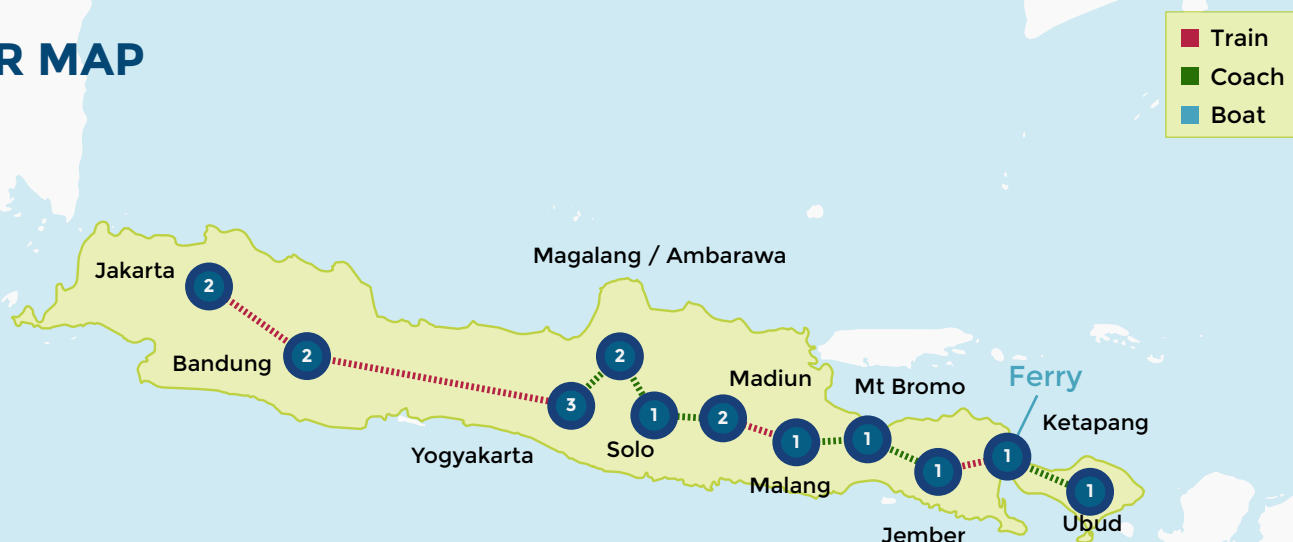 R MAP
Train
Coach
Boat
Magalang / Ambarawa
Jakarta
2
Bandung
2
2
Madiun
Mt Bromo
Ferry
3
1
2
Ketapang
Yogyakarta
Solo
1
1
1
1
Malang
1
Ubud
Jember